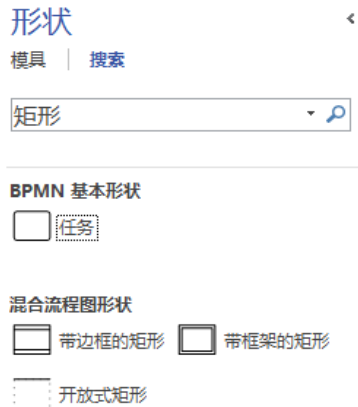 形状
模具 搜索
矩形
BPMN 基本形状
任务
混合流程图形状
带边框的矩形 带框架的矩形
开放式矩形